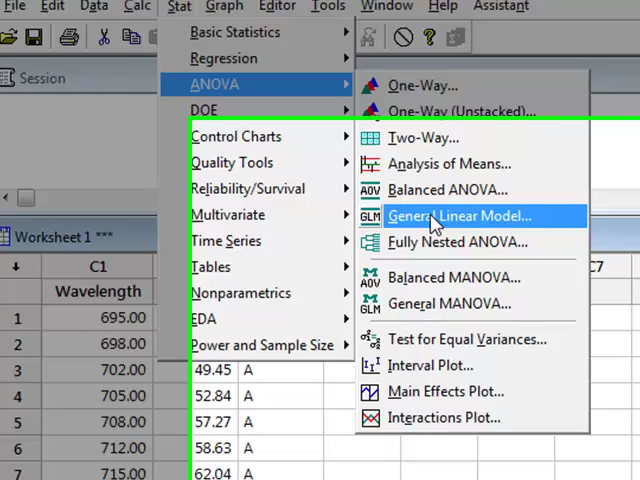 File Edit Data Calc Stat Graph Editor Tools Window Help Assistant
Session
Basic Statistics
Regression
ANOVA
DOE
Control Charts
Quality Tools
Reliability/Survival
Multivariate
Time Series
Tables
Nonparametrics
EDA
Power and Sample Size
One-Way...
One-Way (Unstacked)...
Two-Way...
Analysis of Means...
AOV Balanced ANOVA...
GLM General Linear Model...
Fully Nested ANOVA...
M AOV Balanced MANOVA...
M GLM General MANOVA...
Test for Equal Variances...
Interval Plot...
Main Effects Plot...
Interactions Plot...
Worksheet 1 ***
C1 C7
Wavelength
1 695.00
2 698.00
3 702.00 49.45 A
4 705.00 52.84 A
5 708.00 57.27 A
6 712.00 58.63 A
7 715.00 62.04 A